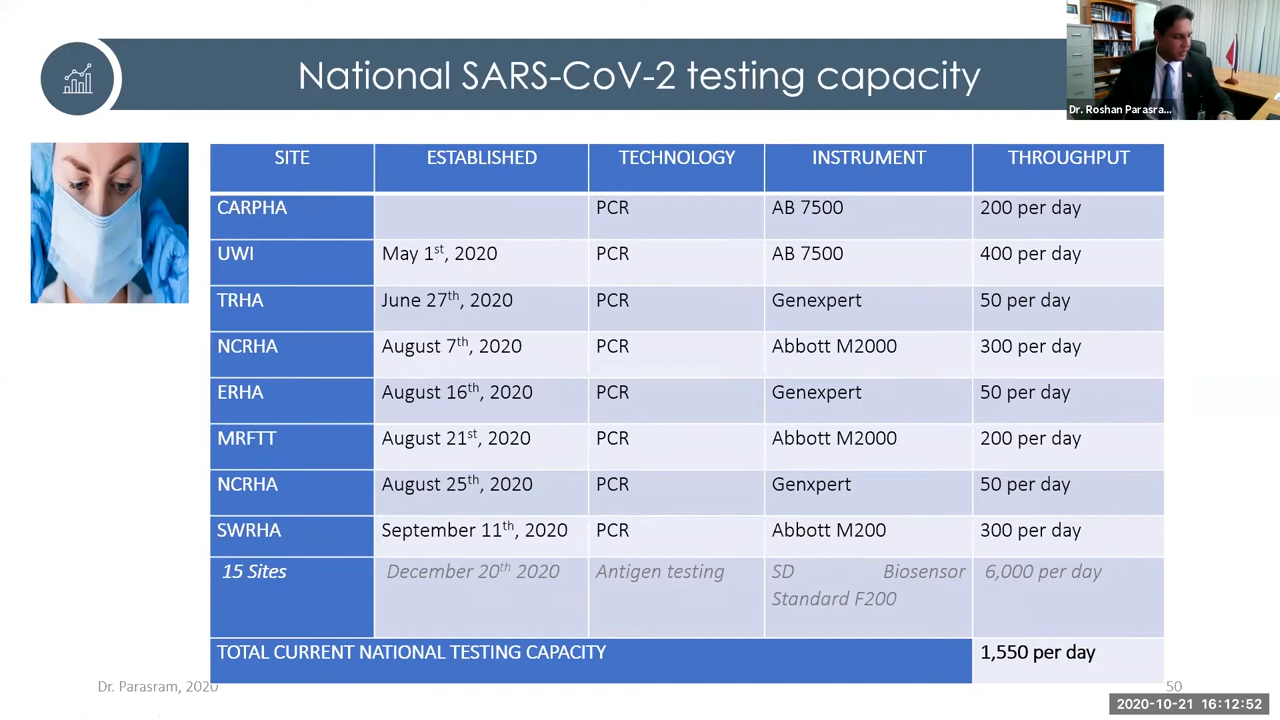 National SARS-CoV-2 testing capacity
Dr. Roshan Parasra...
SITE ESTABLISHED TECHNOLOGY INSTRUMENT THROUGHPUT
CARPHA PCR AB 7500 200 per day
UWI May 1st, 2020 PCR AB 7500 400 per day
TRHA June 27th, 2020 PCR Genexpert 50 per day
NCRHA August 7th, 2020 PCR Abbott M2000 300 per day
ERHA August 16th, 2020 PCR Genexpert 50 per day
MRFTT August 21st, 2020 PCR Abbott M2000 200 per day
NCRHA August 25th, 2020 PCR Genxpert 50 per day
SWRHA September 11th, 2020 PCR Abbott M200 300 per day
15 Sites December 20th 2020 Antigen testing SD Biosensor 6,000 per day
Standard F200
TOTAL CURRENT NATIONAL TESTING CAPACITY 1,550 per day
Dr. Parasram, 2020 50
2020-10-21 16:12:52